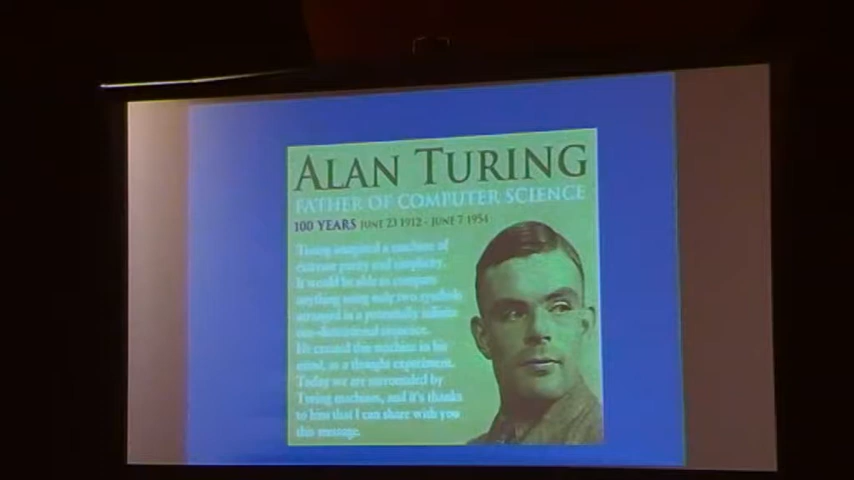 ALAN TURING
FATHER OF COMPUTER SCIENCE
100 YEARS JUNE 23 1912 - JUNE 7 1954
Turing imagined a machine of
extreme purity and simplicity.
It would be able to compute
anything using only two symbols
arranged in a potentially infinite
one-dimensional sequence.
He created this machine in his
mind, as a thought experiment.
Today we are surrounded by
Turing machines, and it's thanks
to him that I can share with you
this message.